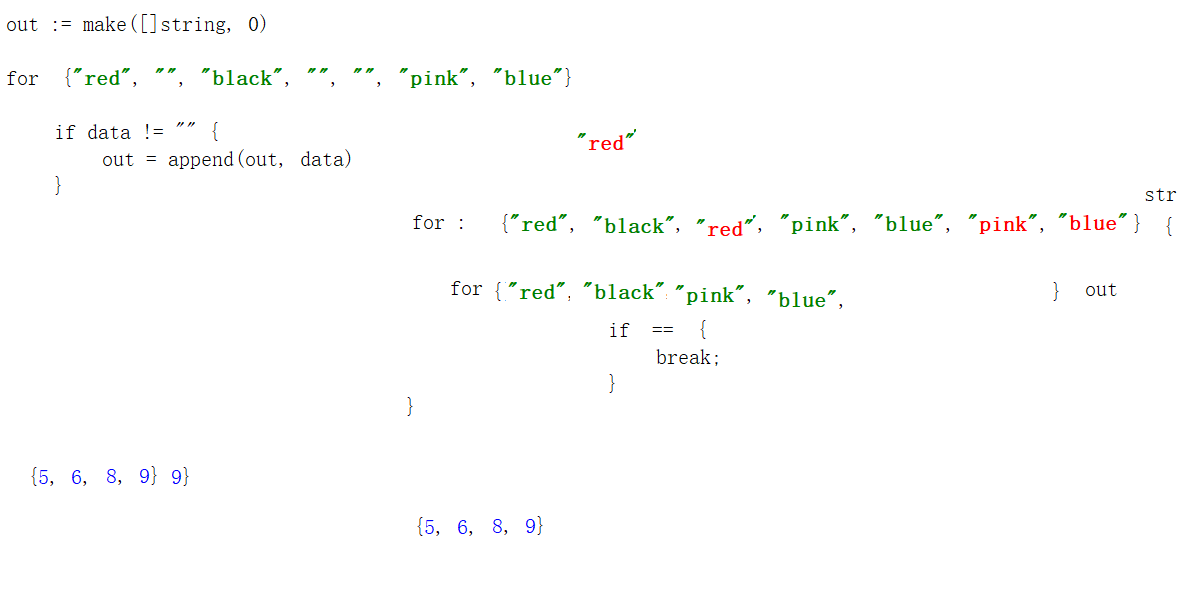 out := make([]string, 0)
for {"red", "", "black", "", "", "pink", "blue"}
if data != "" {
"red"
out = append(out, data)
}
str
for : {"red", "black", "red", "pink", "blue", "pink", "blue"} {
for {"red", "black" "pink", "blue", } out
if == {
break;
}
}
{5, 6, 8, 9} 9}
{5, 6, 8, 9}